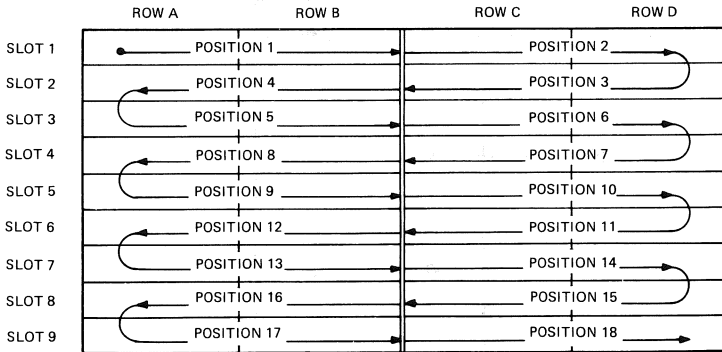 ROW A ROW B ROW C ROW D
SLOT 1 POSITION 1 POSITION 2
SLOT 2 POSITION 4 POSITION 3
SLOT 3 POSITION 5 POSITION 6
SLOT 4 POSITION 8 POSITION 7
SLOT 5 POSITION 9 POSITION 10
SLOT 6 POSITION 12 POSITION 11
SLOT 7 POSITION 13 POSITION 14
SLOT 8 POSITION 16 POSITION 15
SLOT 9 POSITION 17 POSITION 18